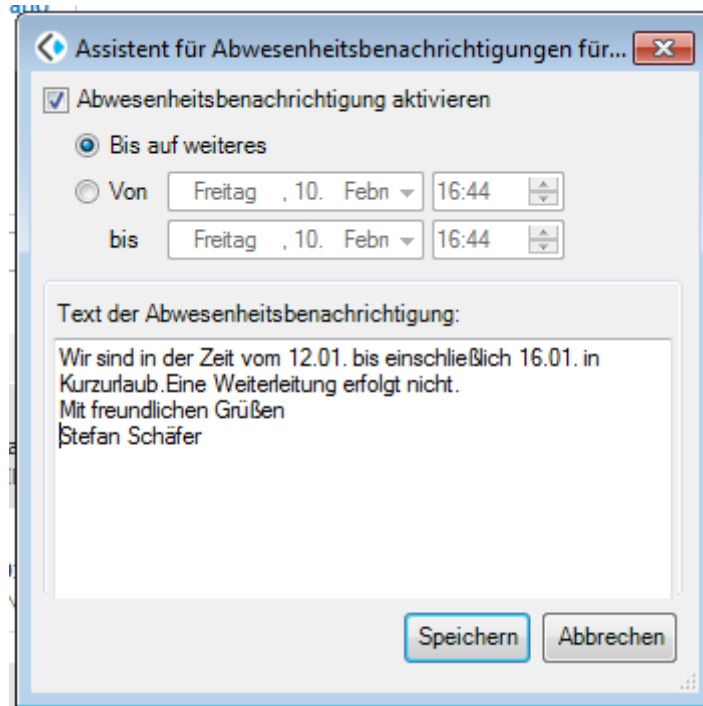 Assistent für Abwesenheitsbenachrichtigungen für...
Abwesenheitsbenachrichtigung aktivieren
Bis auf weiteres
Von Freitag , 10. Febr 16:44
bis Freitag , 10. Febr 16:44
Text der Abwesenheitsbenachrichtigung:
Wir sind in der Zeit vom 12.01. bis einschließlich 16.01. in
Kurzurlaub.Eine Weiterleitung erfolgt nicht.
Mit freundlichen Grüßen
Stefan Schäfer
Speichern Abbrechen